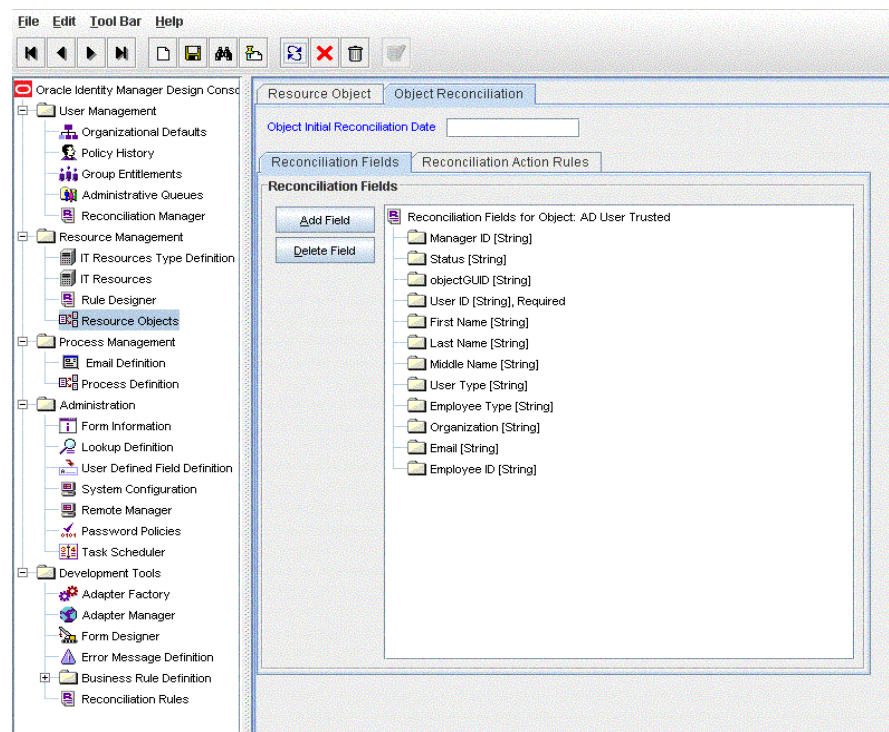 File Edit Tool Bar Help
Oracle Identity Manager Design Consc
User Management
Organizational Defaults
Policy History
Group Entitlements
Administrative Queues
Reconciliation Manager
Resource Management
IT Resources Type Definition
IT Resources
Rule Designer
Resource Objects
Process Management
Email Definition
Process Definition
Administration
Form Information
Lookup Definition
User Defined Field Definition
System Configuration
Remote Manager
Password Policies
Task Scheduler
Development Tools
Adapter Factory
Adapter Manager
Form Designer
Error Message Definition
Business Rule Definition
Reconciliation Rules
Resource Object Object Reconciliation
Object Initial Reconciliation Date
Reconciliation Fields Reconciliation Action Rules
Reconciliation Fields
Add Field
Delete Field
Reconciliation Fields for Object: AD User Trusted
Manager ID [String]
Status [String]
objectGUID [String]
User ID [String], Required
First Name [String]
Last Name [String]
Middle Name [String]
User Type [String]
Employee Type [String]
Organization [String]
Email [String]
Employee ID [String]